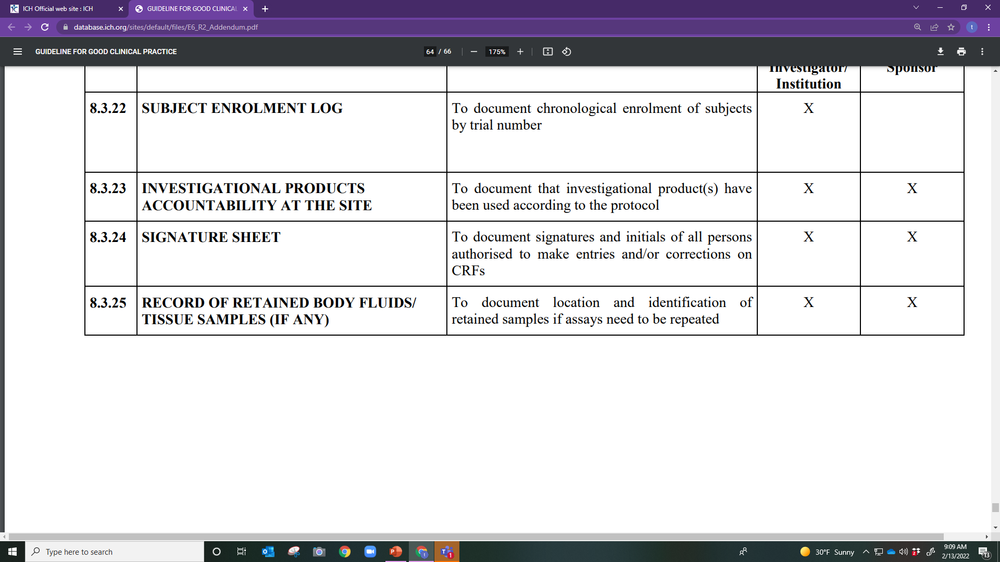 ICH Official web site : ICH
GUIDELINE FOR GOOD CLINICAL
t
database.ich.org/sites/default/files/E6_R2_Addendum.pdf
GUIDELINE FOR GOOD CLINICAL PRACTICE
64 / 66
175%
Investigator/
Institution
Sponsor
8.3.22
SUBJECT ENROLMENT LOG
To document chronological enrolment of subjects
by trial number
X
8.3.23
INVESTIGATIONAL PRODUCTS
ACCOUNTABILITY AT THE SITE
To document that investigational product(s) have
been used according to the protocol
X
X
8.3.24
SIGNATURE SHEET
To document signatures and initials of all persons
authorised to make entries and/or corrections on
CRFs
X
X
8.3.25
RECORD OF RETAINED BODY FLUIDS/
TISSUE SAMPLES (IF ANY)
To document location and identification of
retained samples if assays need to be repeated
X
X
Type here to search
30°F Sunny
9:09 AM
2/13/2022
13